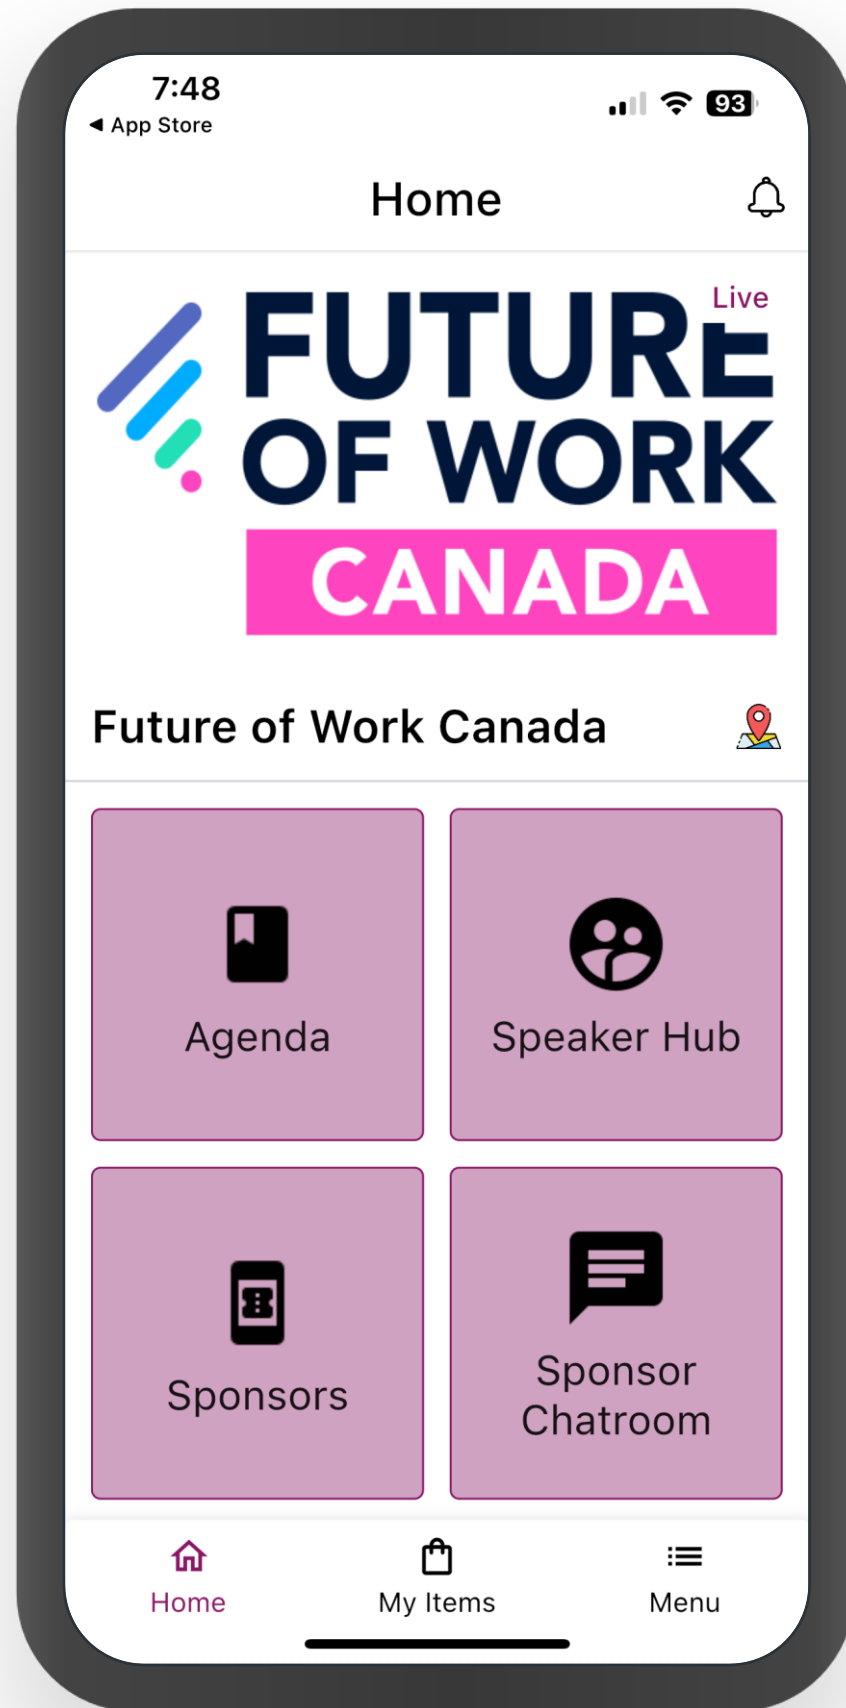 7:48
93
◀ App Store
Home
Live
FUTURE
OF WORK
CANADA
Future of Work Canada
Agenda
Speaker Hub
Sponsors
Sponsor
Chatroom
Home
My Items
Menu